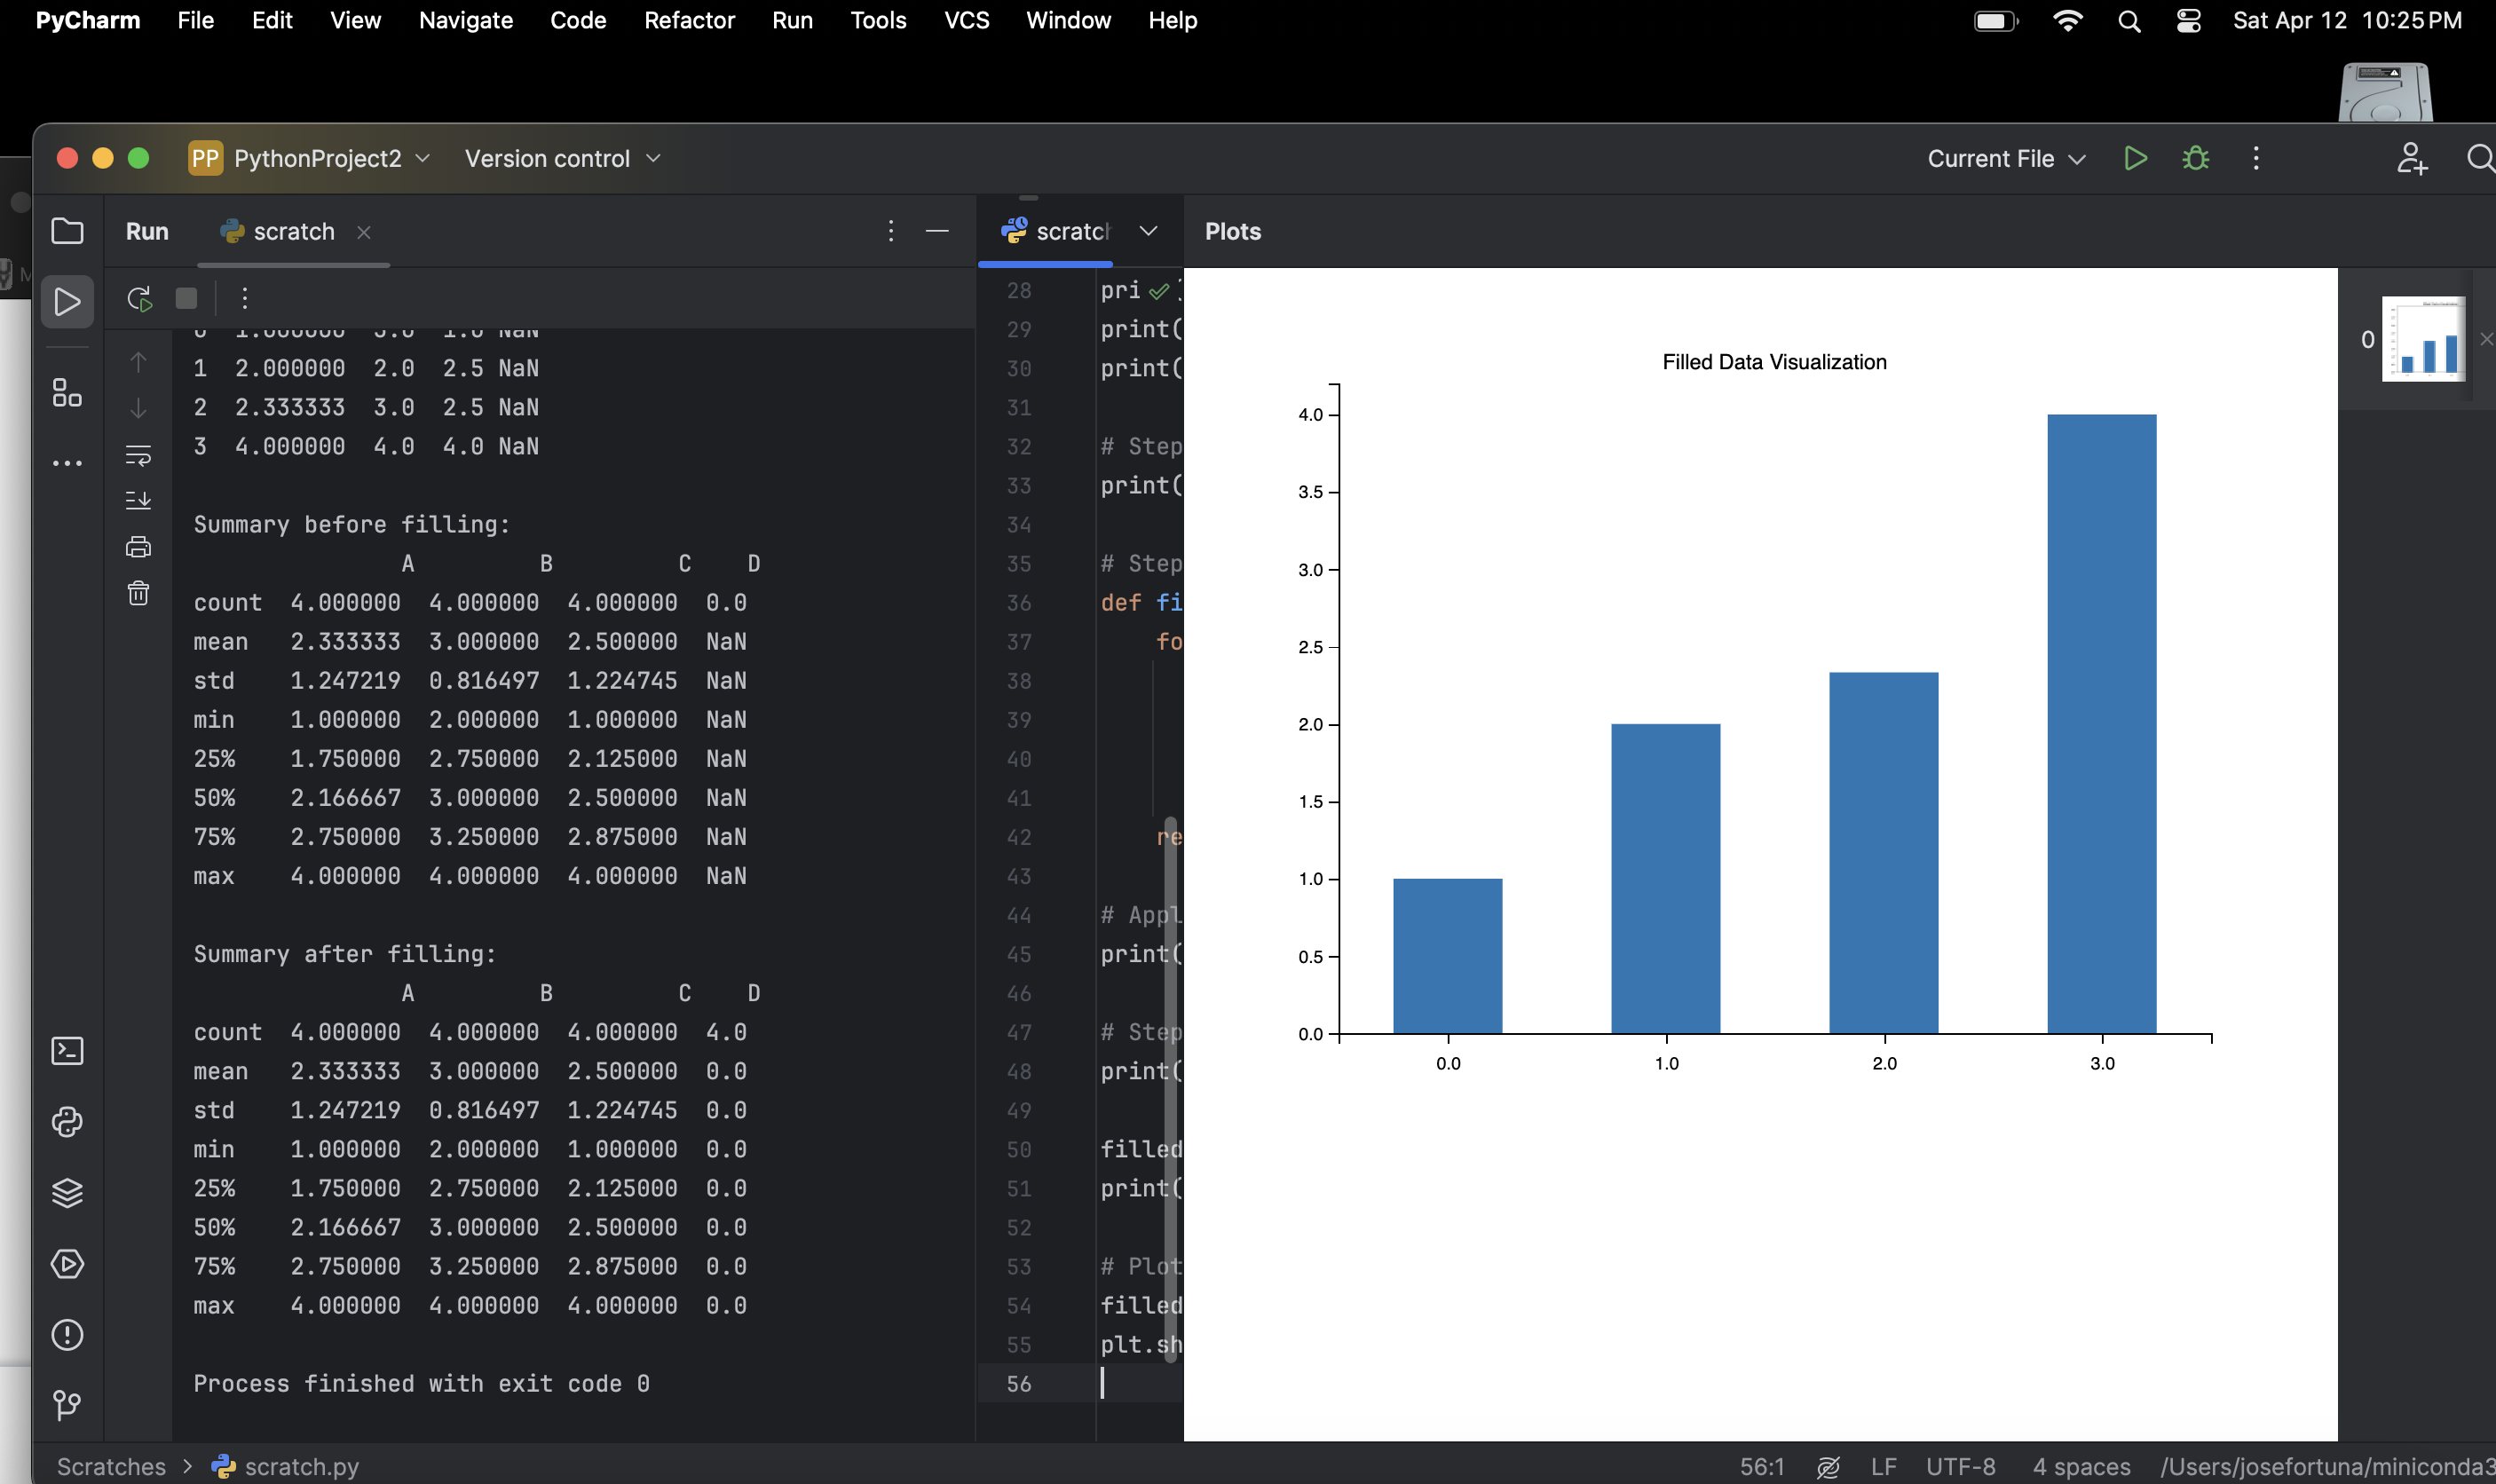 PyCharm File Edit View Navigate Code Refactor Run Tools VCS Window Help Sat Apr 12 10:25 PM
PP PythonProject2 Version control Current File
Run scratch
1 2.000000 2.0 2.5 NaN
2 2.333333 3.0 2.5 NaN
3 4.000000 4.0 4.0 NaN
Summary before filling:
A B C D
count 4.000000 4.000000 4.000000 0.0
mean 2.333333 3.000000 2.500000 NaN
std 1.247219 0.816497 1.224745 NaN
min 1.000000 2.000000 1.000000 NaN
25% 1.750000 2.750000 2.125000 NaN
50% 2.166667 3.000000 2.500000 NaN
75% 2.750000 3.250000 2.875000 NaN
max 4.000000 4.000000 4.000000 NaN
Summary after filling:
A B C D
count 4.000000 4.000000 4.000000 4.0
mean 2.333333 3.000000 2.500000 0.0
std 1.247219 0.816497 1.224745 0.0
min 1.000000 2.000000 1.000000 0.0
25% 1.750000 2.750000 2.125000 0.0
50% 2.166667 3.000000 2.500000 0.0
75% 2.750000 3.250000 2.875000 0.0
max 4.000000 4.000000 4.000000 0.0
Process finished with exit code 0
scratch
28 pri
29 print(
30 print(
31
32 # Step
33 print(
34
35 # Step
36 def fi
37 fo
38
39
40
41
42 re
43
44 # Appl
45 print(
46
47 # Step
48 print(
49
50 filled
51 print(
52
53 # Plot
54 filled
55 plt.sh
56
Plots
Filled Data Visualization
4.0
3.5
3.0
2.5
2.0
1.5
1.0
0.5
0.0
0.0 1.0 2.0 3.0
0
Scratches > scratch.py 56:1 LF UTF-8 4 spaces /Users/josefortuna/miniconda3